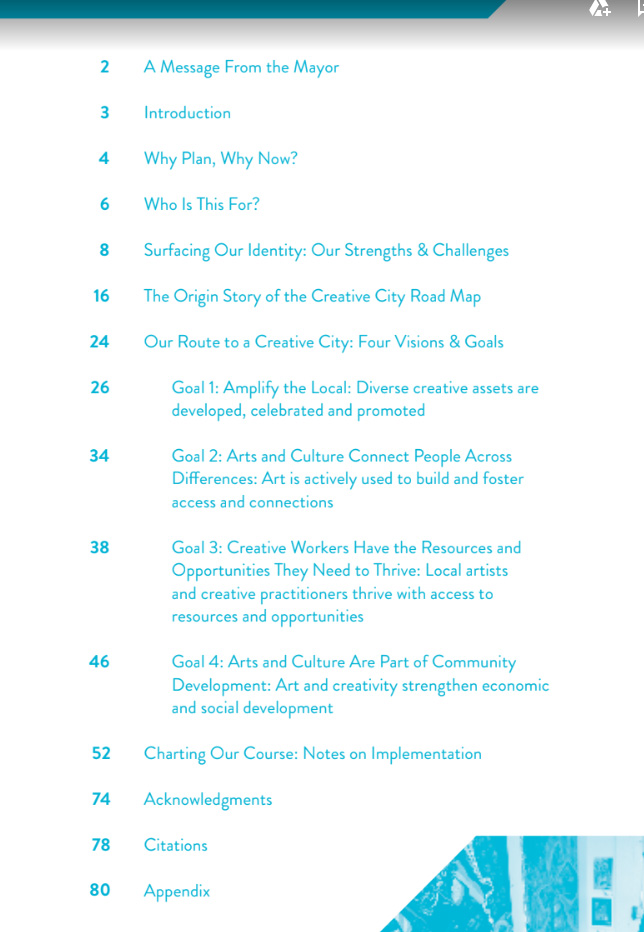 2 A Message From the Mayor
3 Introduction
4 Why Plan, Why Now?
6 Who Is This For?
8 Surfacing Our Identity: Our Strengths & Challenges
16 The Origin Story of the Creative City Road Map
24 Our Route to a Creative City: Four Visions & Goals
26 Goal 1: Amplify the Local: Diverse creative assets are
developed, celebrated and promoted
34 Goal 2: Arts and Culture Connect People Across
Differences: Art is actively used to build and foster
access and connections
38 Goal 3: Creative Workers Have the Resources and
Opportunities They Need to Thrive: Local artists
and creative practitioners thrive with access to
resources and opportunities
46 Goal 4: Arts and Culture Are Part of Community
Development: Art and creativity strengthen economic
and social development
52 Charting Our Course: Notes on Implementation
74 Acknowledgments
78 Citations
80 Appendix